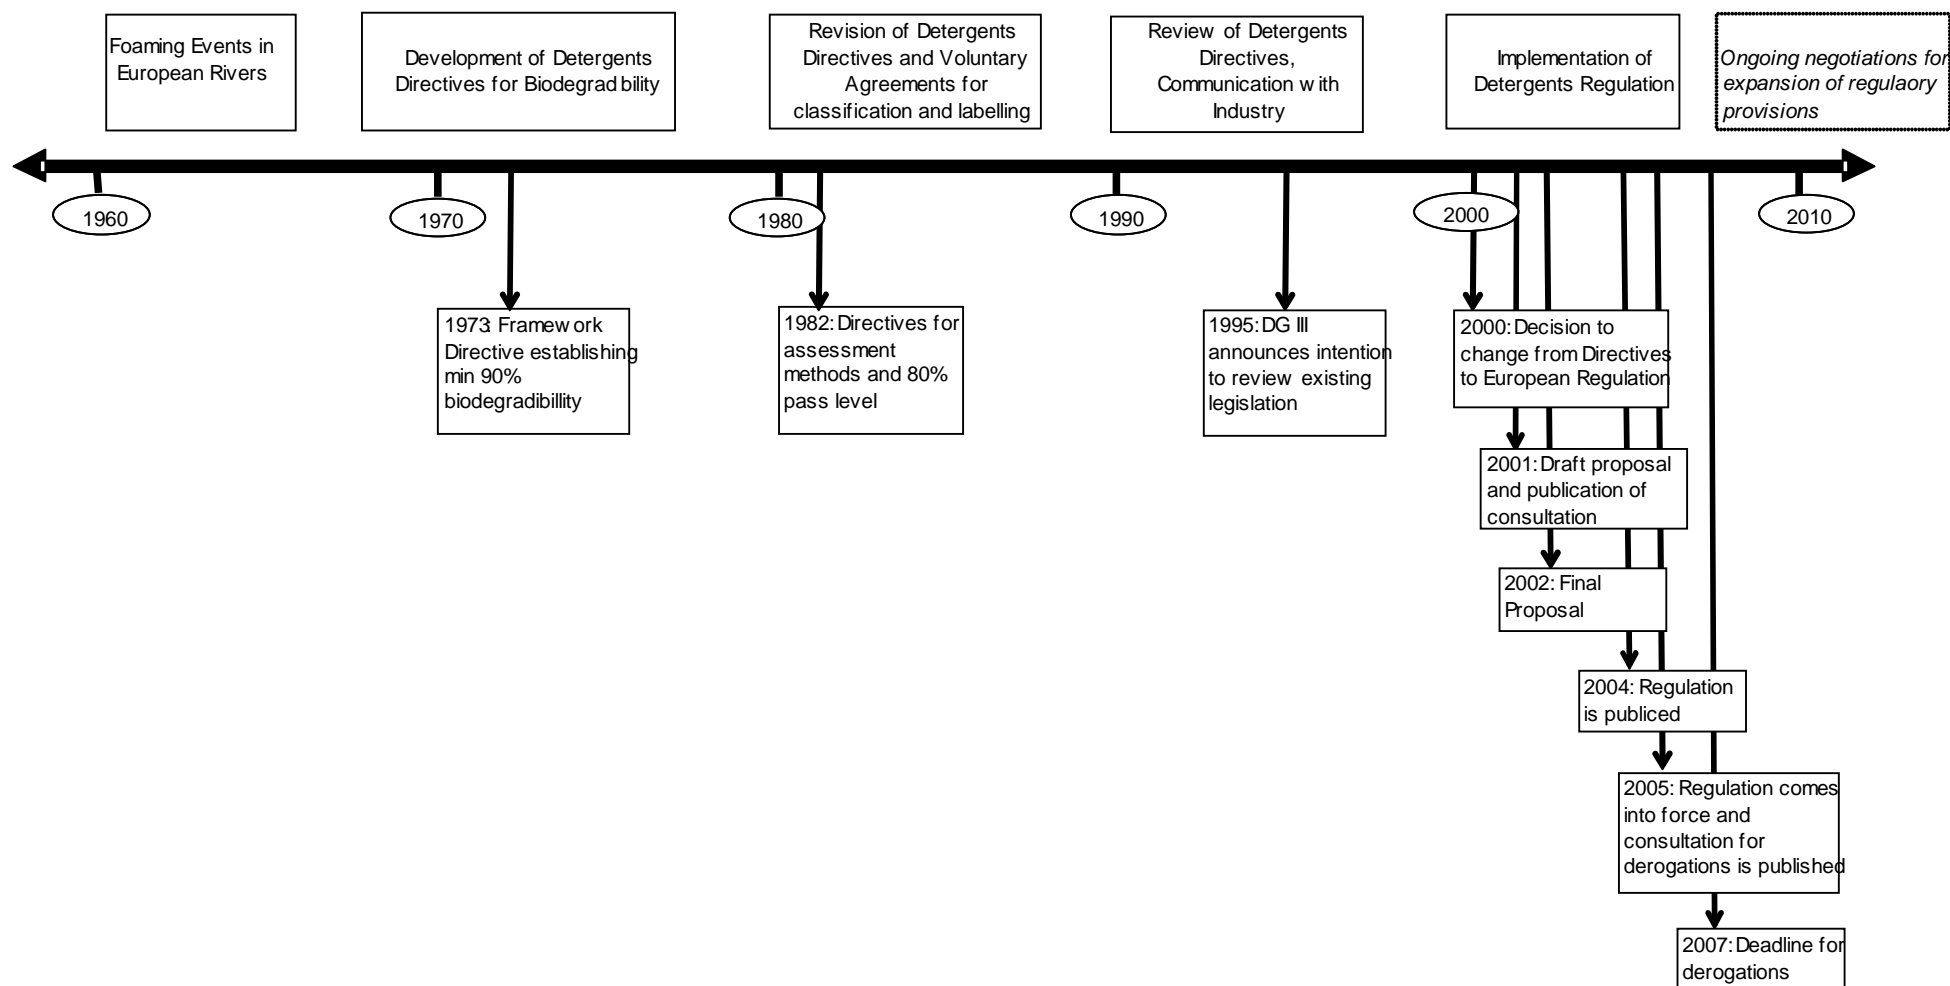 Foaming Events in
European Rivers
Development of Detergents
Directives for Biodegradbility
Revision of Detergents
Directives and Voluntary
Agreements for
classification and labelling
Review of Detergents
Directives,
Communication with
Industry
Implementation of
Detergents Regulation
Ongoing negotiations for
expansion of regulaory
provisions
1960
1970
1980
1990
2000
2010
1973: Framework
Directive establishing
min 90%
biodegradibillity
1982: Directives for
assessment
methods and 80%
pass level
1995: DG III
announces intention
to review existing
legislation
2000: Decision to
change from Directives
to European Regulation
2001: Draft proposal
and publication of
consultation
2002: Final
Proposal
2004: Regulation
is publiced
2005: Regulation comes
into force and
consultation for
derogations is published
2007: Deadline for
derogations